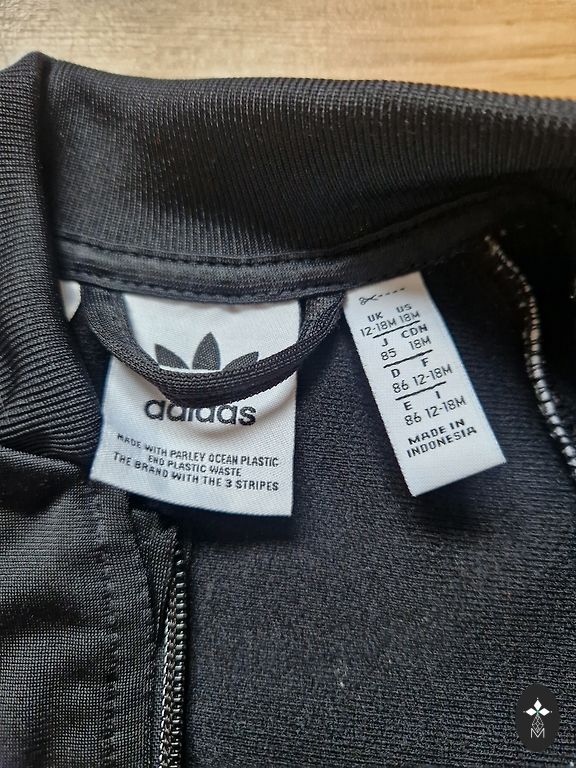 adidas
MADE WITH PARLEY OCEAN PLASTIC
END PLASTIC WASTE
THE BRAND WITH THE 3 STRIPES
UK US
12-18M 18M
J CDN
85 18M
D F
86 12-18M
E I
86 12-18M
MADE IN
INDONESIA
M